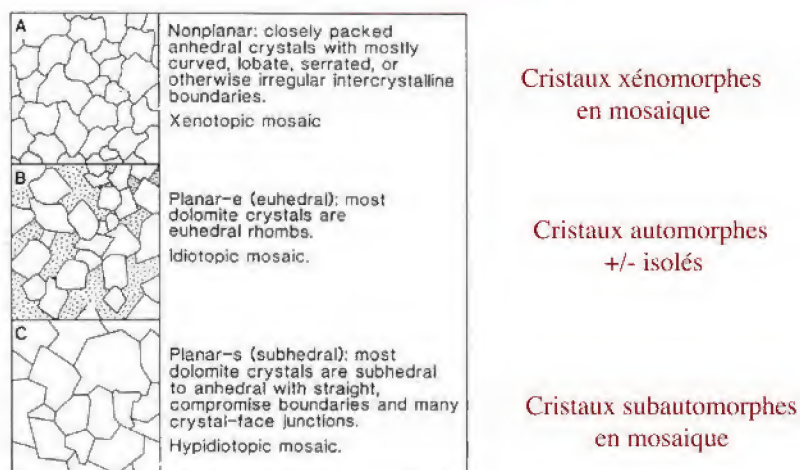 A
Nonplanar: closely packed
anhedral crystals with mostly
curved, lobate, serrated, or
otherwise irregular intercrystalline
boundaries.
Xenotopic mosaic
Cristaux xénomorphes
en mosaique
B
Planar-e (euhedral): most
dolomite crystals are
euhedral rhombs.
Idiotopic mosaic.
Cristaux automorphes
+/- isolés
C
Planar-s (subhedral): most
dolomite crystals are subhedral
to anhedral with straight,
compromise boundaries and many
crystal-face junctions.
Hypidiotopic mosaic.
Cristaux subautomorphes
en mosaique